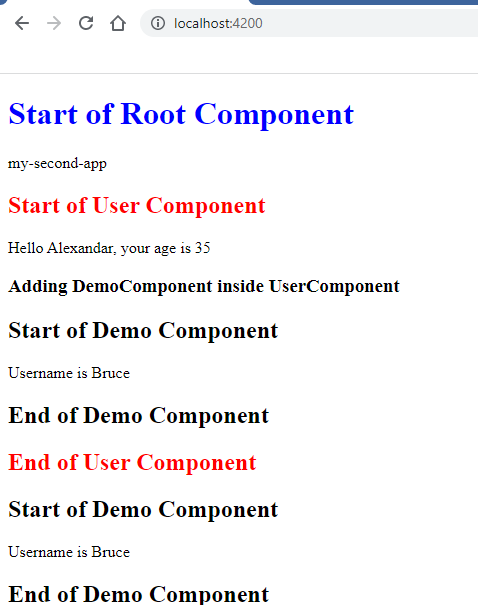 localhost:4200
Start of Root Component
my-second-app
Start of User Component
Hello Alexandar, your age is 35
Adding DemoComponent inside UserComponent
Start of Demo Component
Username is Bruce
End of Demo Component
End of User Component
Start of Demo Component
Username is Bruce
End of Demo Component